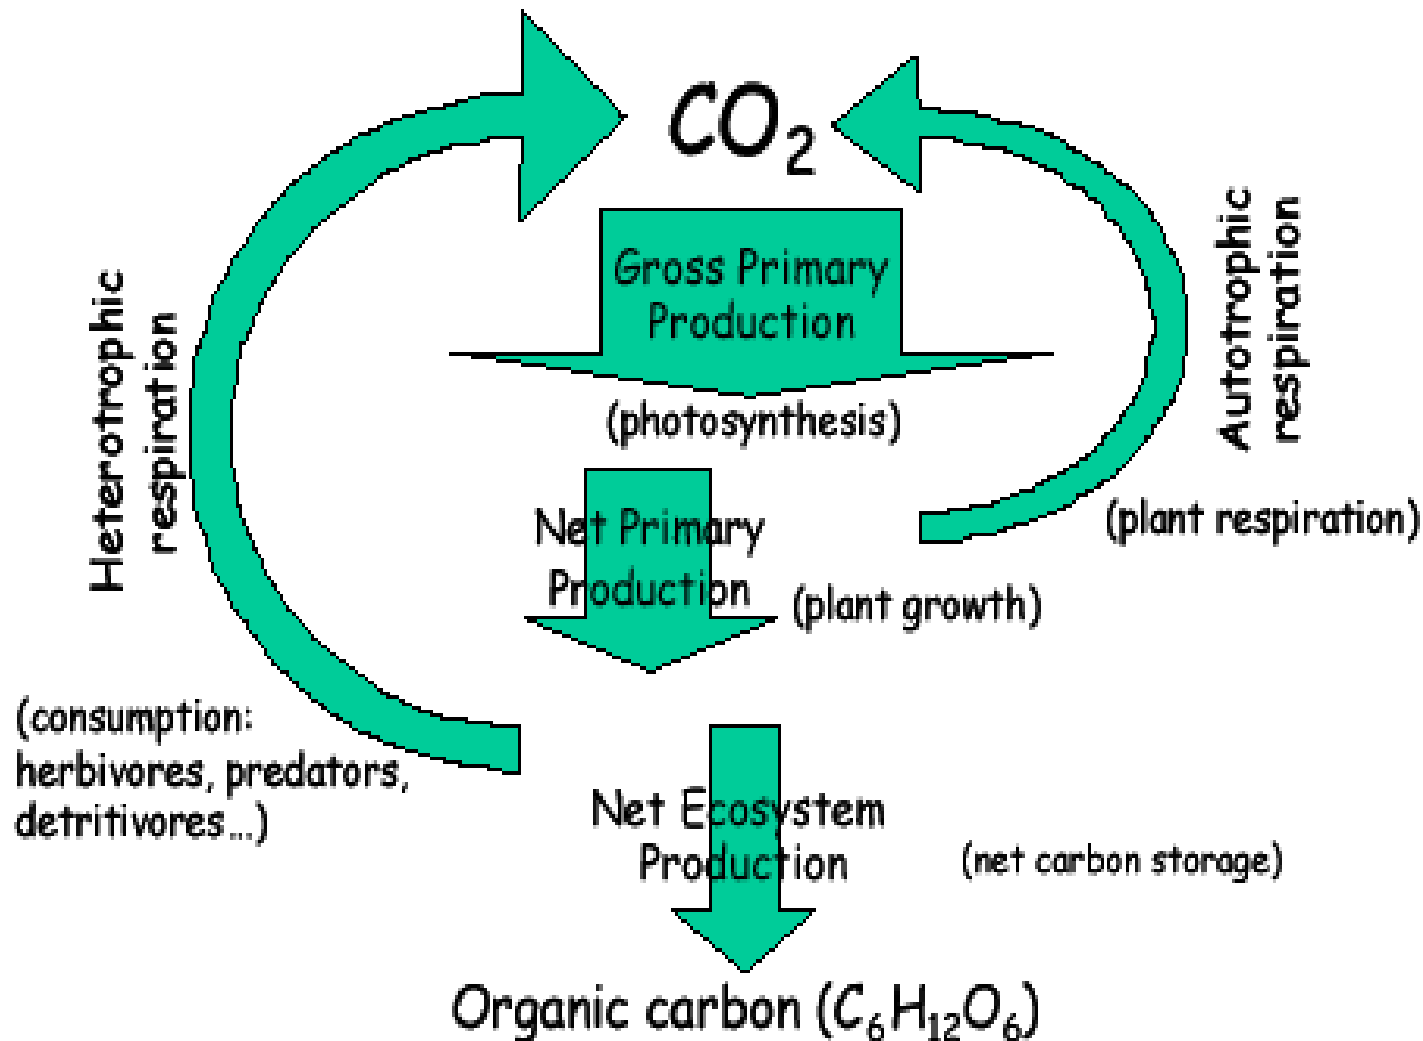 CO₂
Gross Primary
Production
(photosynthesis)
Heterotrophic
respiration
Autotrophic
respiration
(plant respiration)
Net Primary
Production
(plant growth)
(consumption:
herbivores, predators,
detritivores...)
Net Ecosystem
Production
(net carbon storage)
Organic carbon (C₆H₁₂O₆)